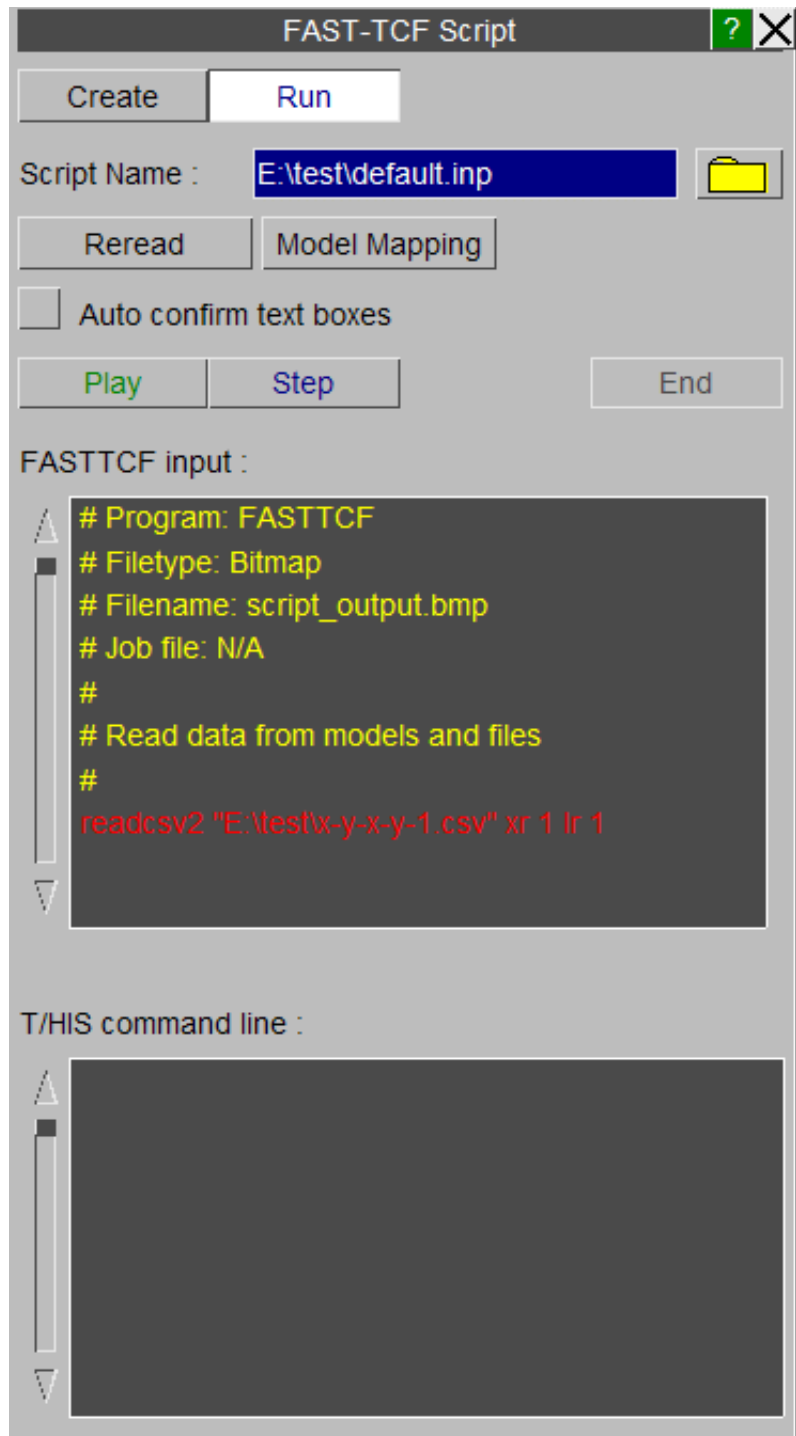 FAST-TCF Script ?
Create Run
Script Name : E:\test\default.inp
Reread Model Mapping
Auto confirm text boxes
Play Step End
FASTTCF input :
# Program: FASTTCF
# Filetype: Bitmap
# Filename: script_output.bmp
# Job file: N/A
#
# Read data from models and files
#
readcsv2 "E:\test\x-y-x-y-1.csv" xr 1 lr 1
T/HIS command line :